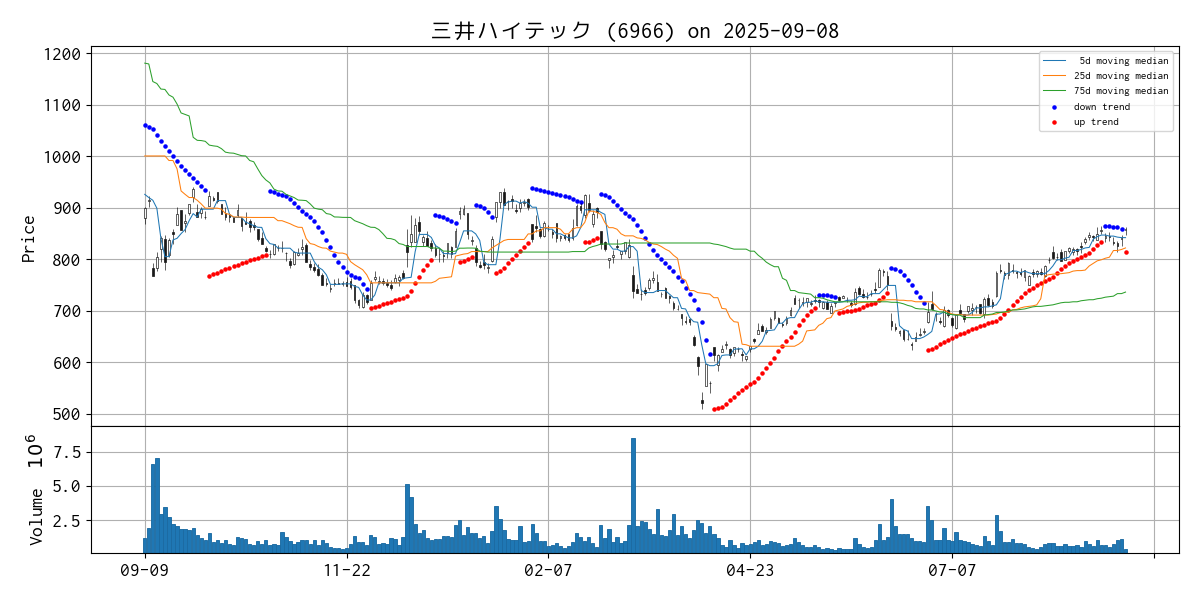 三井ハイテック (6966) on 2025-09-08
5d moving median
25d moving median
75d moving median
down trend
up trend
Price
1200
1100
1000
900
800
700
600
500
Volume 10^6
7.5
5.0
2.5
09-09
11-22
02-07
04-23
07-07